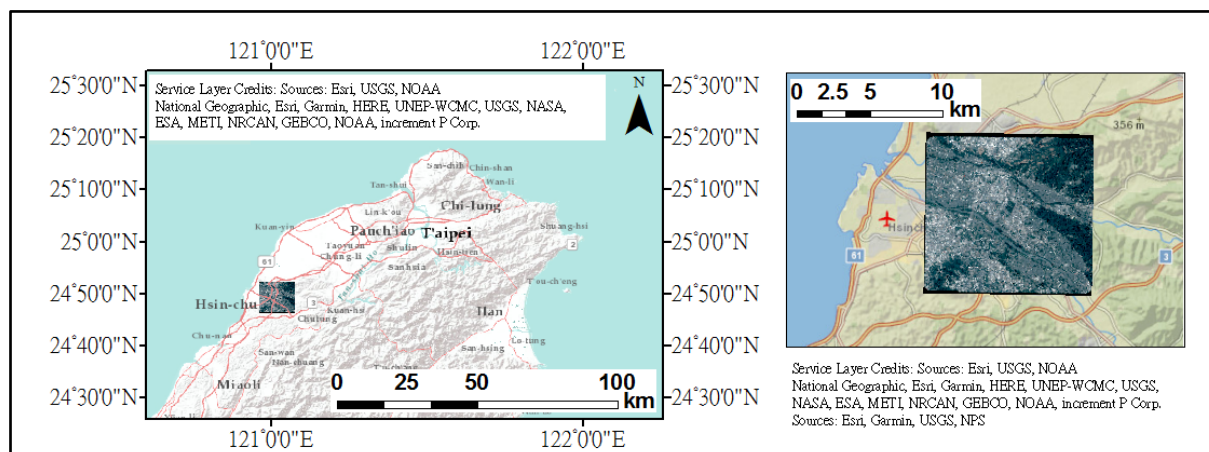 121°0'0"E 122°0'0"E
25°30'0"N 25°30'0"N
25°20'0"N 25°20'0"N
25°10'0"N 25°10'0"N
25°0'0"N 25°0'0"N
24°50'0"N 24°50'0"N
24°40'0"N 24°40'0"N
24°30'0"N 24°30'0"N
121°0'0"E 122°0'0"E
Service Layer Credits: Sources: Esri, USGS, NOAA
National Geographic, Esri, Garmin, HERE, UNEP-WCMC, USGS, NASA,
ESA, METI, NRCAN, GEBCO, NOAA, increment P Corp.
N
San-chih
Chin-shan
Tan-shui
Wan-li
Lin-k'ou
Chi-lung
Kuan-yin
Panch'iao
T'aipei
Shuang-hsi
2
Taoyuan
Shulin
Hsin-tien
Chung-li
61
Sanhsia
T'ou-ch'eng
Hsin-chu
3
Kuan-hsi
Ilan
Chutung
Chu-nan
Lo-tung
San-wan
San-hsing
Nan-chuang
Miaoli
0 25 50 100
km
0 2.5 5 10
km
356 m
Hsinch
61
3
Service Layer Credits: Sources: Esri, USGS, NOAA
National Geographic, Esri, Garmin, HERE, UNEP-WCMC, USGS,
NASA, ESA, METI, NRCAN, GEBCO, NOAA, increment P Corp.
Sources: Esri, Garmin, USGS, NPS